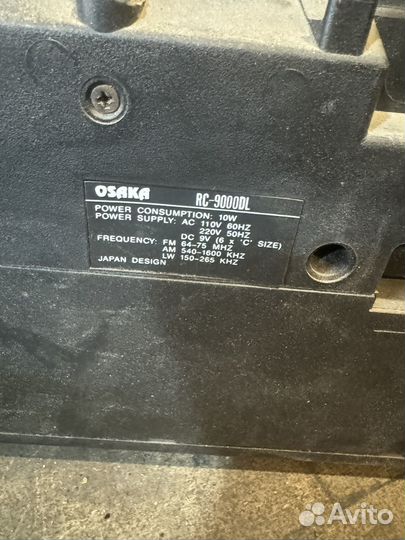 OSAKA RC-9000DL
POWER CONSUMPTION: 10W
POWER SUPPLY: AC 110V 60HZ
220V 50HZ
DC 9V (6 x 'C' SIZE)
FREQUENCY: FM 64-75 MHZ
AM 540-1600 KHZ
LW 150-265 KHZ
JAPAN DESIGN
Avito